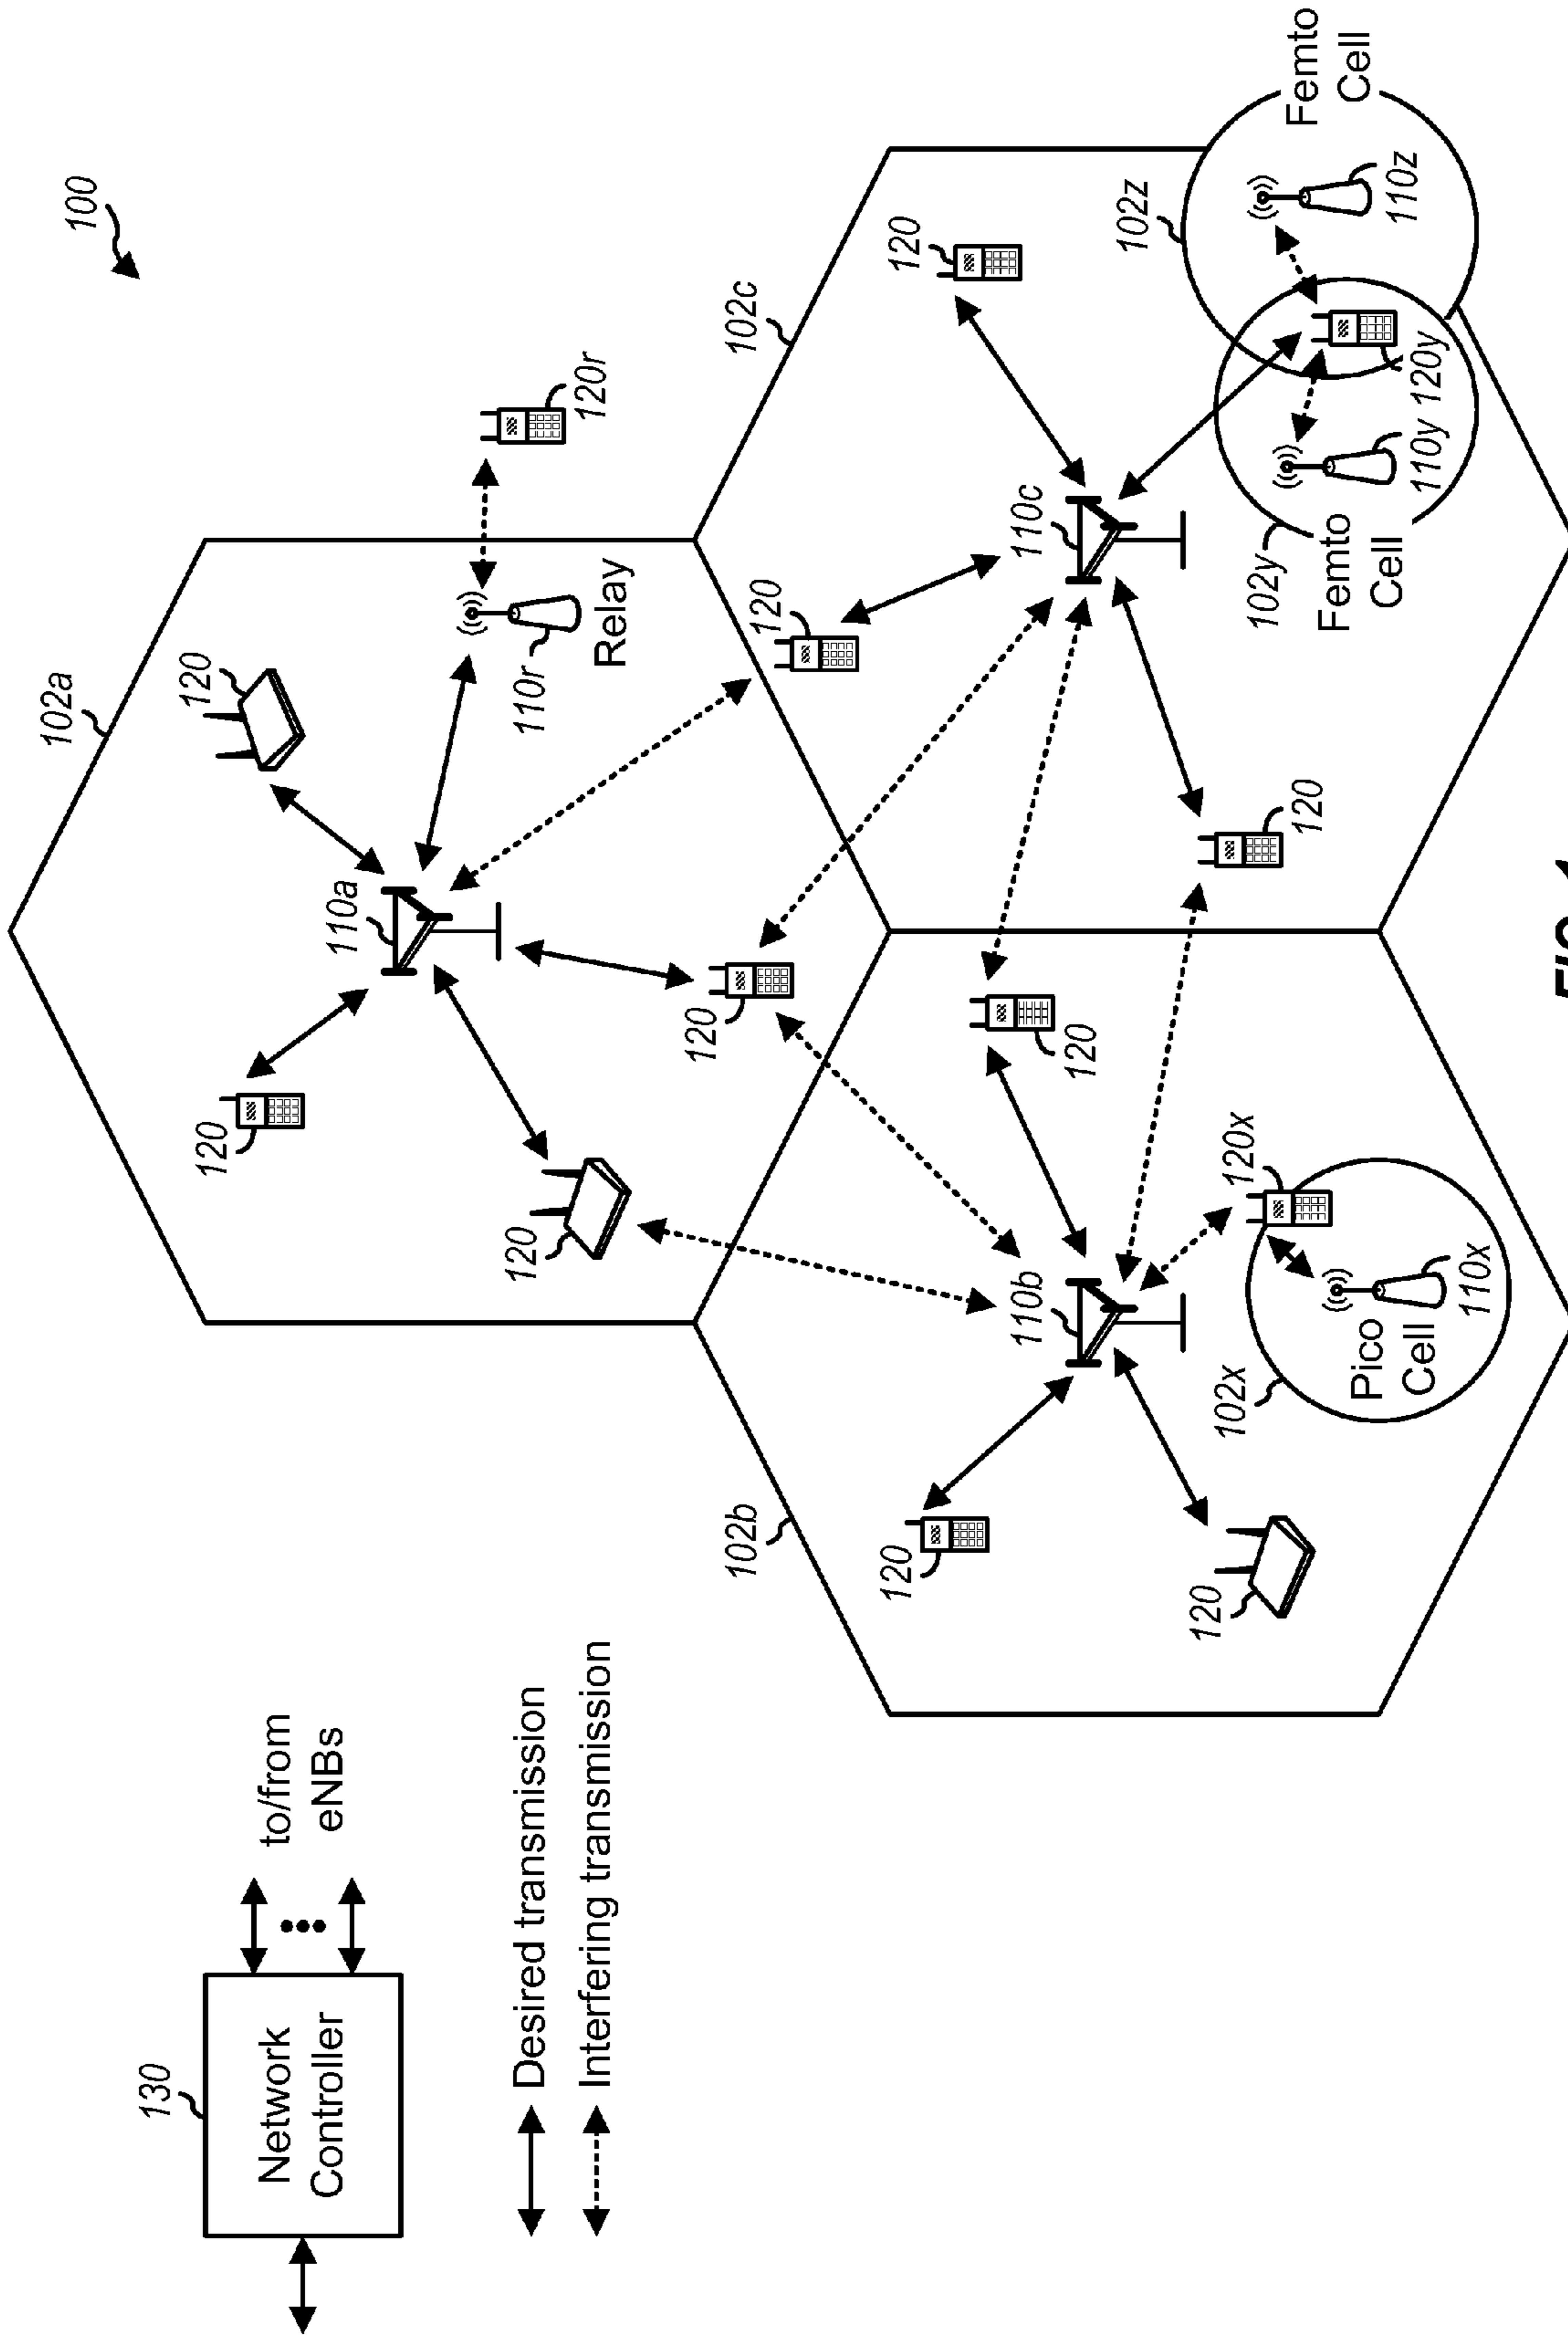 102a
100
130
Network
Controller
to/from
eNBs
Desired transmission
Interfering transmission
120
120
110a
120
110r
Relay
120r
120
102b
120
102c
120
120
110b
120
110c
120
120
102x
Pico
Cell
110x
120x
120
102y
Femto
Cell
110y
120y
102z
110z
Femto
Cell